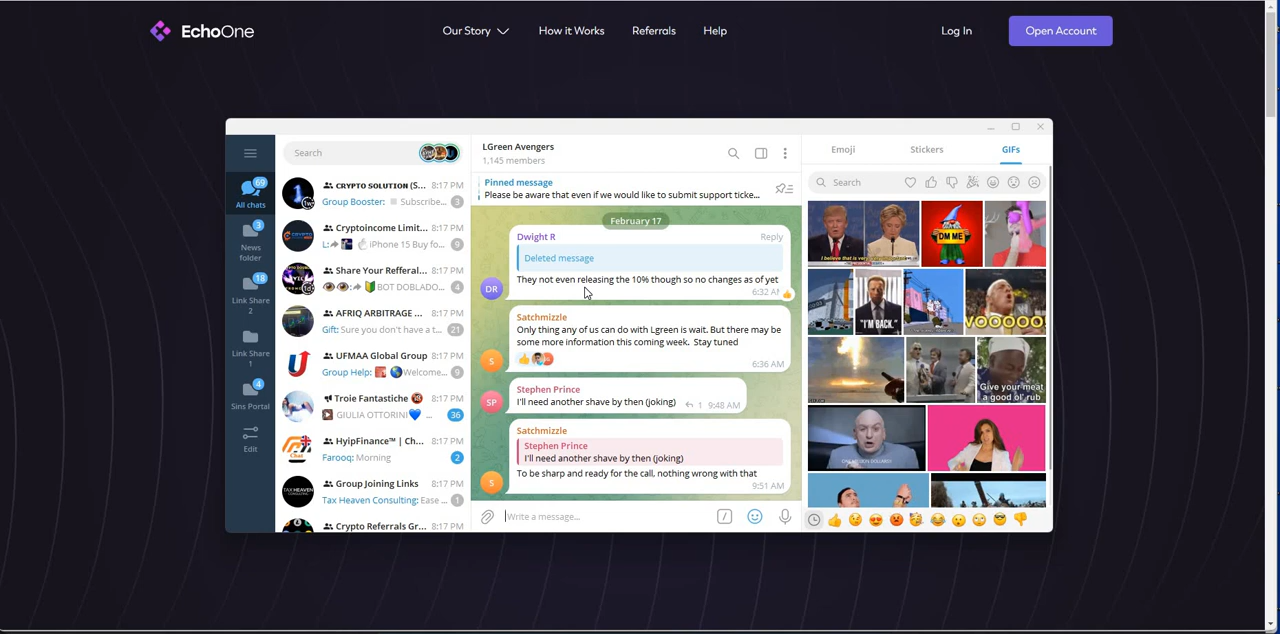 EchoOne
Our Story
How it Works
Referrals
Help
Log In
Open Account
69
All chats
3
News
folder
18
Link Share
2
Link Share
1
4
Sins Portal
Edit
Search
CRYPTO SOLUTION (S... 8:17 PM
Group Booster: Subscribe... 3
Cryptoincome Limit... 8:17 PM
L: iPhone 15 Buy fo... 9
Share Your Refferal... 8:17 PM
BOT DOBLADO... 4
AFRIQ ARBITRAGE ... 8:17 PM
Gift: Sure you don't have a t... 21
UFMAA Global Group 8:17 PM
Group Help: Welcome... 9
Troie Fantastiche 8:17 PM
GIULIA OTTORINI ... 36
HyipFinance™ | Ch... 8:17 PM
Farooq: Morning 2
Group Joining Links 8:17 PM
Tax Heaven Consulting: Ease ... 1
Crypto Referrals Gr... 8:17 PM
LGreen Avengers
1,145 members
Pinned message
Please be aware that even if we would like to submit support ticke...
February 17
Dwight R Reply
Deleted message
They not even releasing the 10% though so no changes as of yet
6:32 AM
DR
Satchmizzle
Only thing any of us can do with Lgreen is wait. But there may be
some more information this coming week. Stay tuned
6:36 AM
S
Stephen Prince
I'll need another shave by then (joking) 1 9:48 AM
SP
Satchmizzle
Stephen Prince
I'll need another shave by then (joking)
To be sharp and ready for the call, nothing wrong with that
9:51 AM
S
Write a message...
Emoji
Stickers
GIFs
Search
I believe that is very
DM ME
I'M BACK.
YOOOOO
Give your meat
a good ol' rub